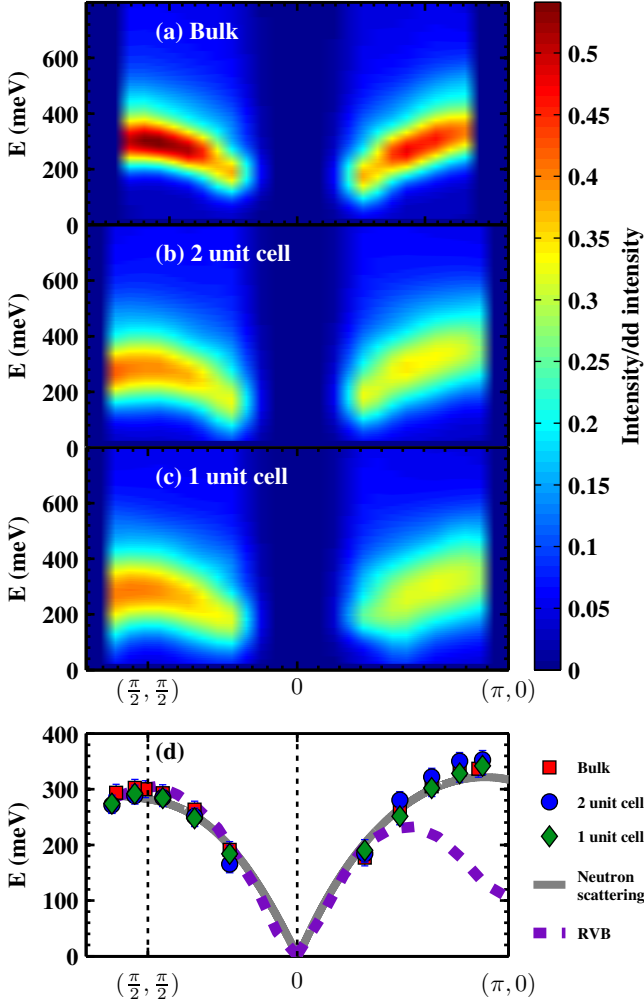 (a) Bulk
E (meV)
600
400
200
0
(b) 2 unit cell
E (meV)
600
400
200
0
(c) 1 unit cell
E (meV)
600
400
200
0
(π/2, π/2)
0
(π, 0)
0.5
0.45
0.4
0.35
0.3
0.25
0.2
0.15
0.1
0.05
0
Intensity/dd intensity
(d)
E (meV)
400
300
200
100
0
(π/2, π/2)
0
(π, 0)
Bulk
2 unit cell
1 unit cell
Neutron
scattering
RVB